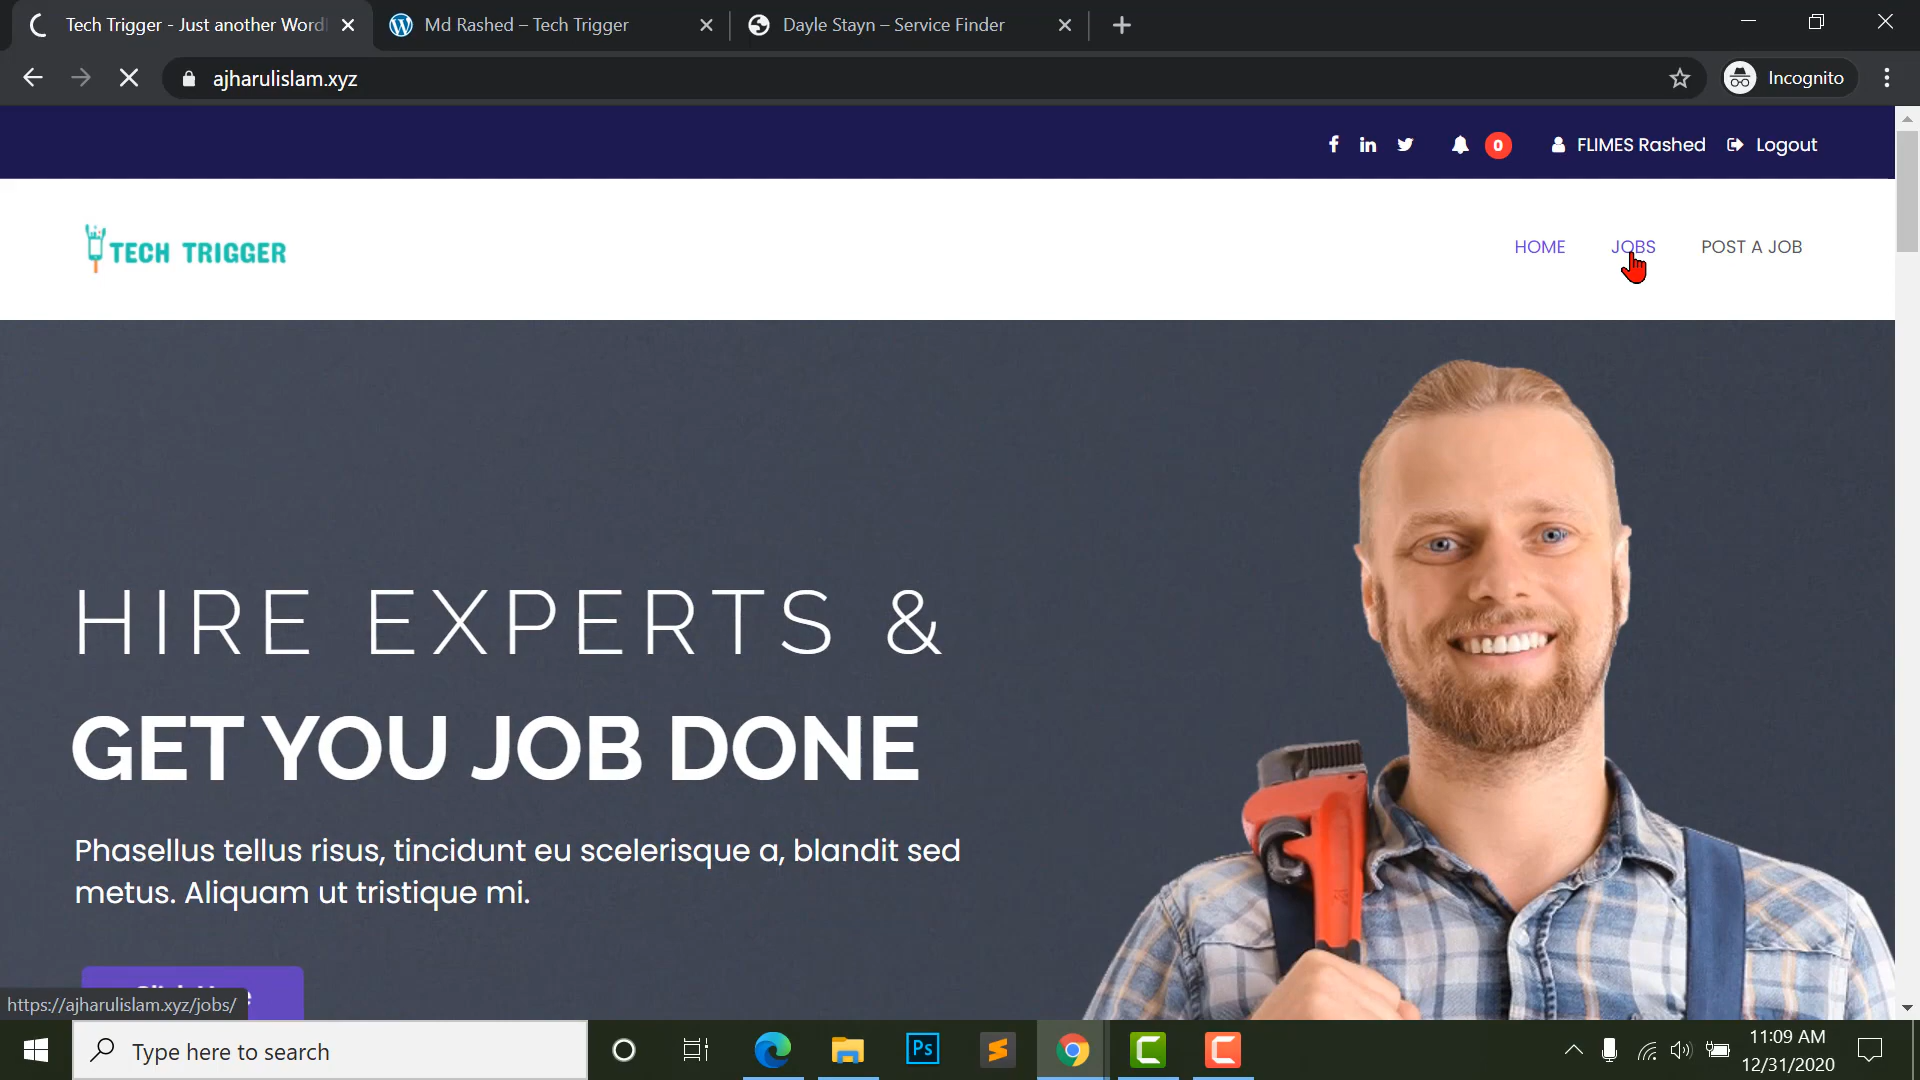 Tech Trigger - Just another Word
Md Rashed – Tech Trigger
Dayle Stayn – Service Finder
ajharulislam.xyz
Incognito
0
FLIMES Rashed
Logout
TECH TRIGGER
HOME
JOBS
POST A JOB
HIRE EXPERTS &
GET YOU JOB DONE
Phasellus tellus risus, tincidunt eu scelerisque a, blandit sed
metus. Aliquam ut tristique mi.
https://ajharulislam.xyz/jobs/
Type here to search
Ps
11:09 AM
12/31/2020